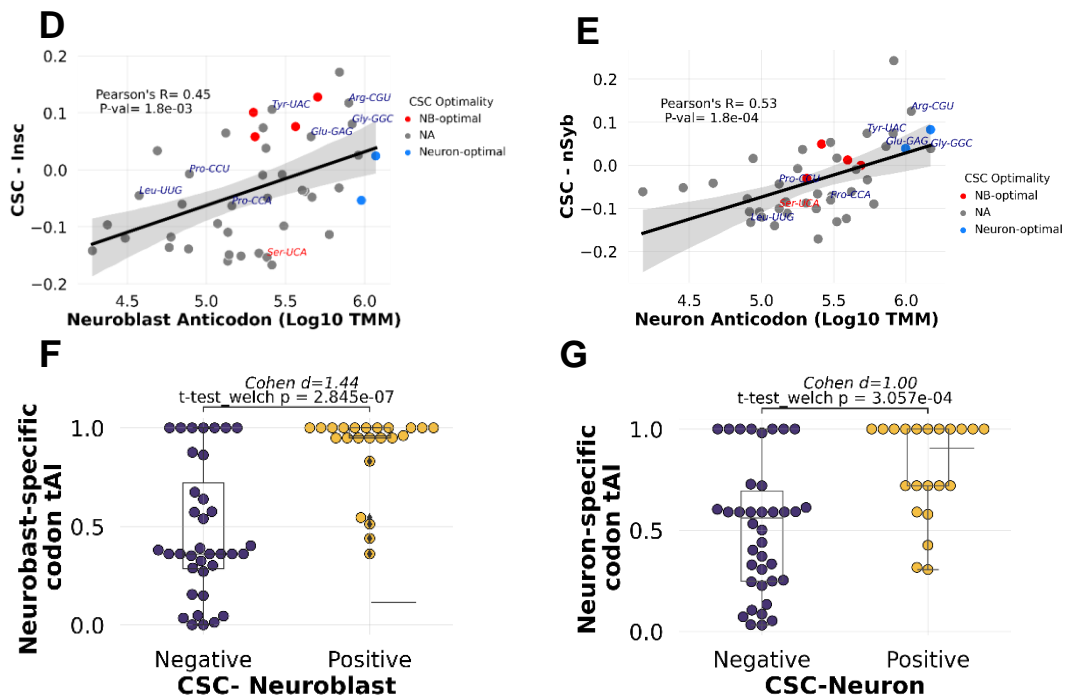 D
CSC - Insc
0.2
0.1
0.0
−0.1
−0.2
Pearson's R= 0.45
P-val= 1.8e-03
Tyr-UAC
Arg-CGU
Gly-GGC
Glu-GAG
Pro-CCU
Leu-UUG
Pro-CCA
Ser-UCA
CSC Optimality
NB-optimal
NA
Neuron-optimal
4.5
5.0
5.5
6.0
Neuroblast Anticodon (Log10 TMM)
E
CSC - nSyb
0.2
0.1
0.0
−0.1
−0.2
Pearson's R= 0.53
P-val= 1.8e-04
Arg-CGU
Tyr-UAC
Glu-GAG
Gly-GGC
Pro-CCU
Pro-CCA
Ser-UCA
Leu-UUG
CSC Optimality
NB-optimal
NA
Neuron-optimal
4.5
5.0
5.5
6.0
Neuron Anticodon (Log10 TMM)
F
Cohen d=1.44
t-test_welch p = 2.845e-07
Neurobast-specific
codon tAI
1.0
0.5
0.0
Negative
Positive
CSC- Neuroblast
G
Cohen d=1.00
t-test_welch p = 3.057e-04
Neuron-specific
codon tAI
1.0
0.5
0.0
Negative
Positive
CSC-Neuron